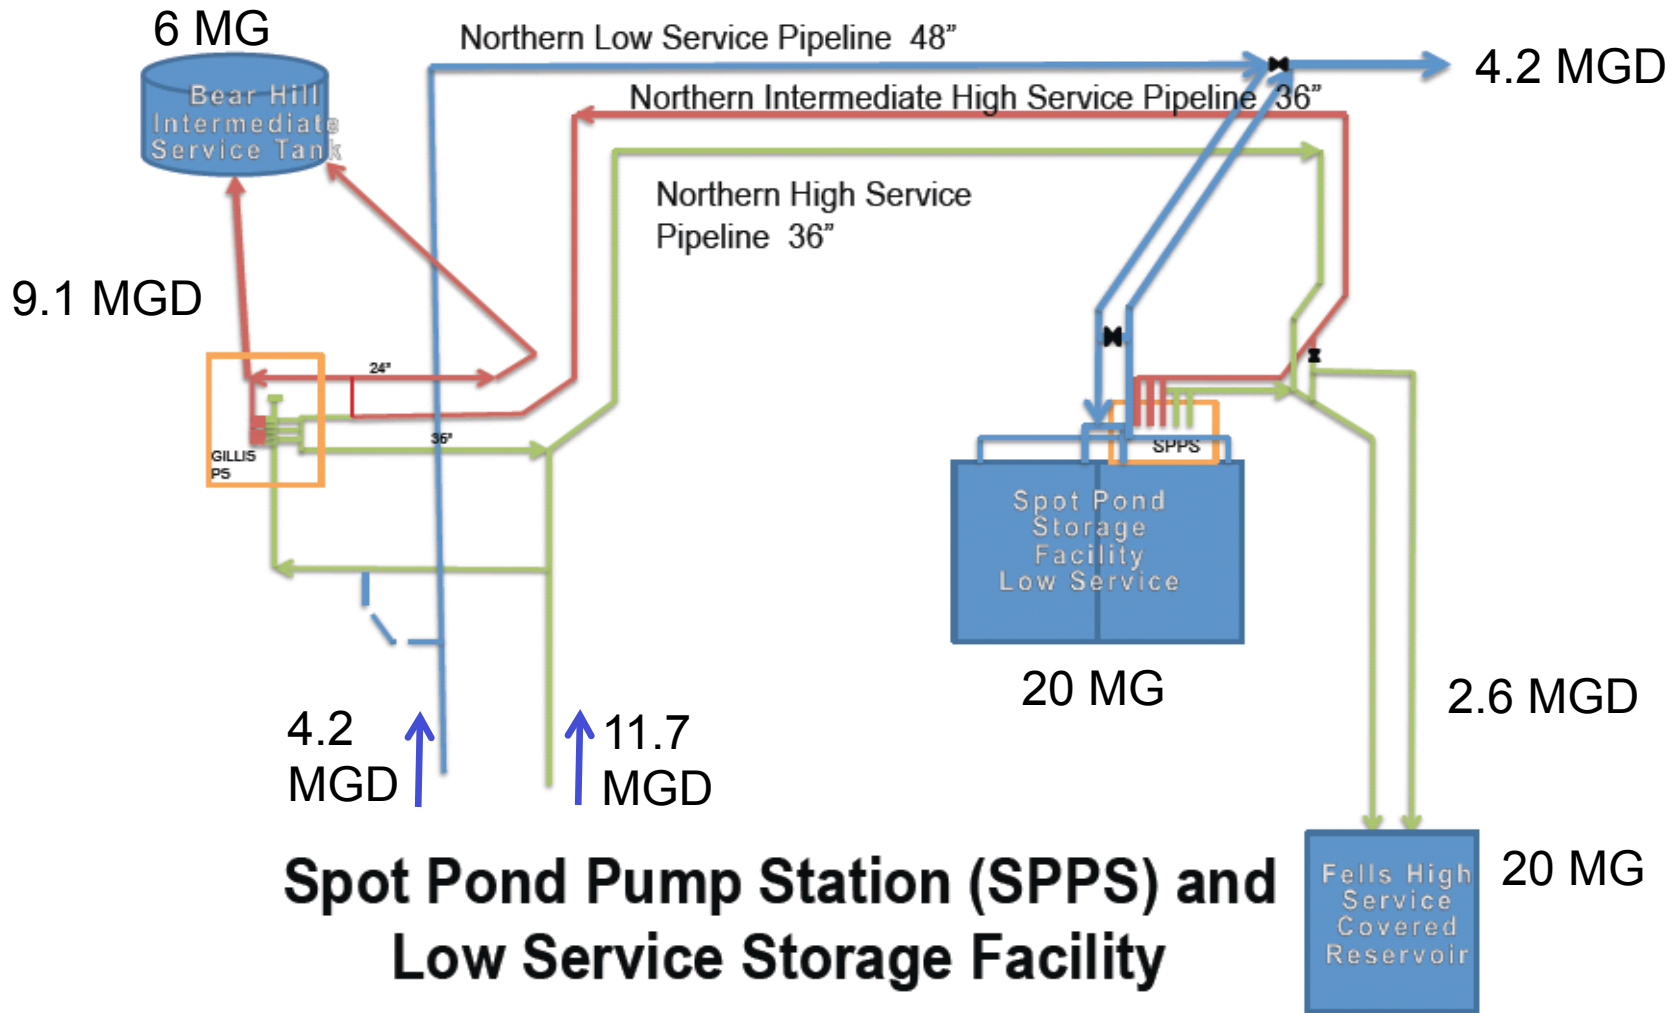 6 MG
Northern Low Service Pipeline 48”
4.2 MGD
Bear Hill
Intermediate
Service Tank
Northern Intermediate High Service Pipeline 36”
Northern High Service
Pipeline 36”
9.1 MGD
24"
36"
GILLIS
PS
SPPS
Spot Pond
Storage
Facility
Low Service
20 MG
2.6 MGD
4.2
MGD
11.7
MGD
Spot Pond Pump Station (SPPS) and
Low Service Storage Facility
Fells High
Service
Covered
Reservoir
20 MG